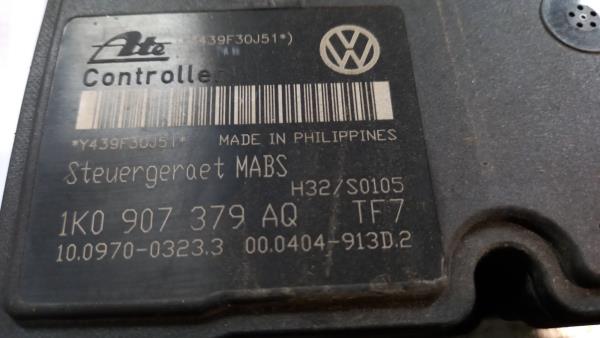 Ate *Y439F30J51*)
Controller
*Y439F30J51*
MADE IN PHILIPPINES
Steuergeraet MABS
H32/S0105
1K0 907 379 AQ TF7
10.0970-0323.3 00.0404-913D.2